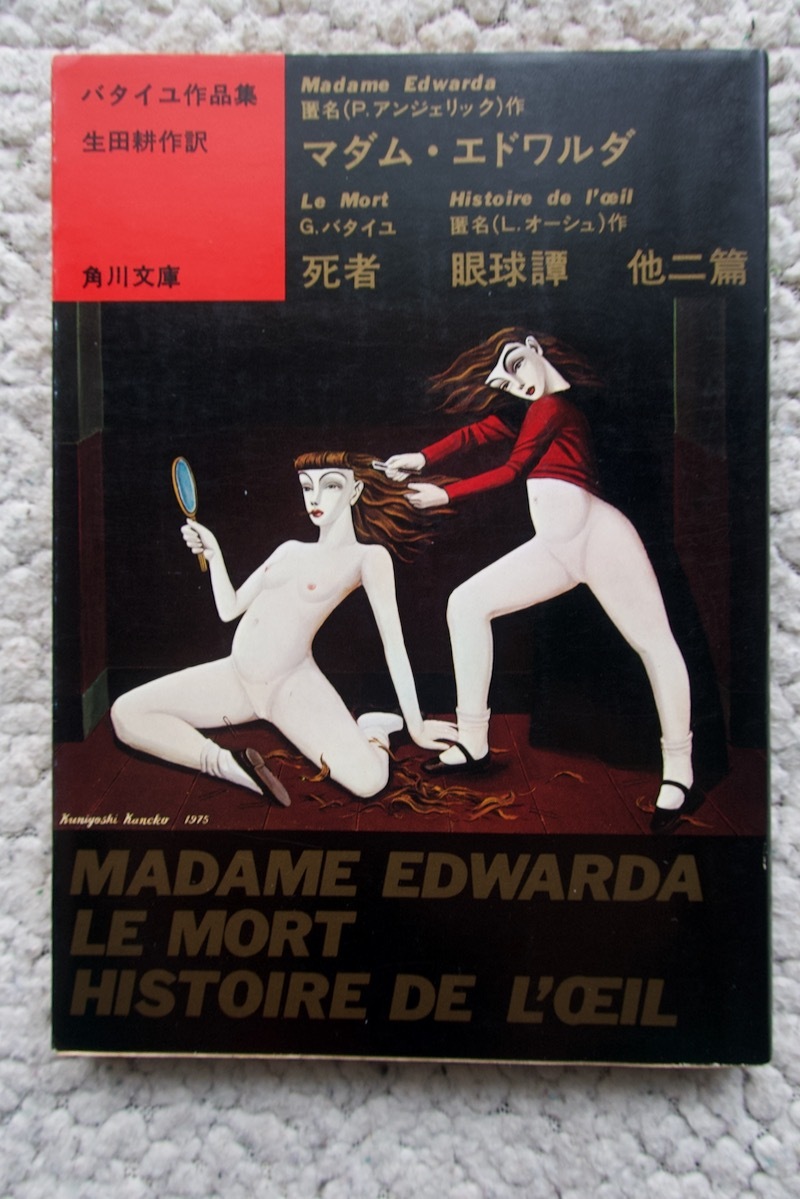 バタイユ作品集
生田耕作訳
角川文庫
Madame Edwarda
匿名(P.アンジェリック)作
マダム・エドワルダ
Le Mort
G.バタイユ
死者
Histoire de l'œil
匿名(L.オーシュ)作
眼球譚
他二篇
Kuniyoshi Kaneko 1975
MADAME EDWARDA
LE MORT
HISTOIRE DE L'ŒIL